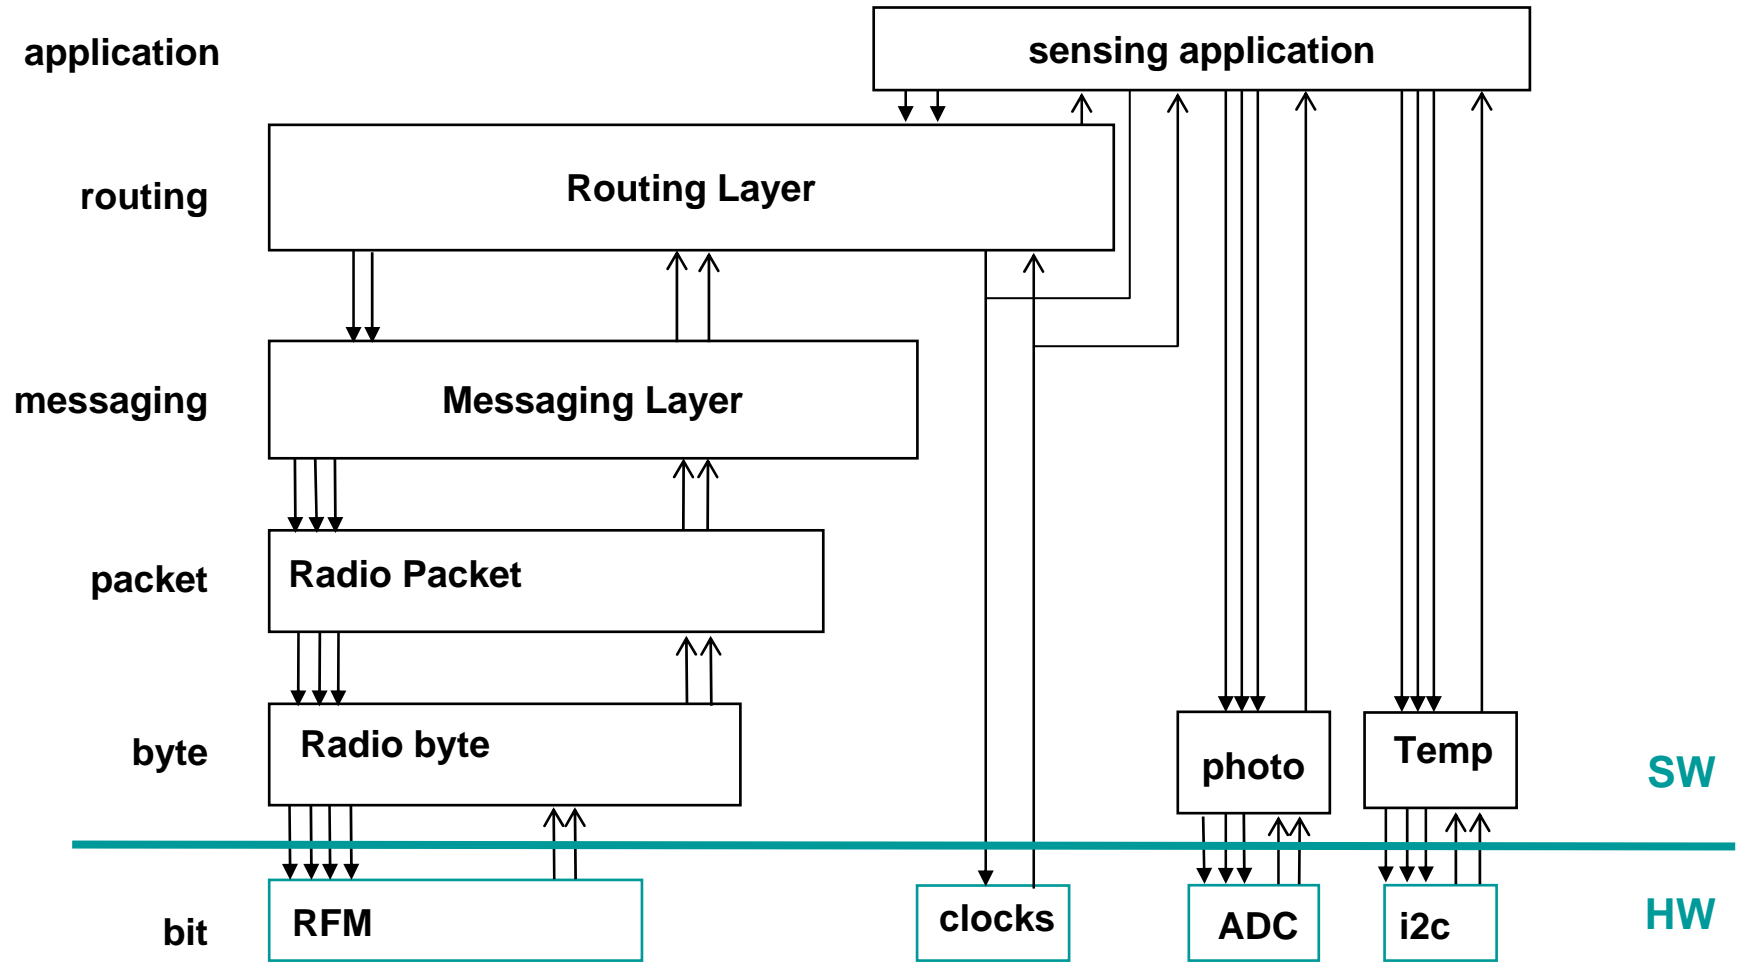 application
sensing application
routing
Routing Layer
messaging
Messaging Layer
packet
Radio Packet
byte
Radio byte
photo
Temp
SW
bit
RFM
clocks
ADC
i2c
HW